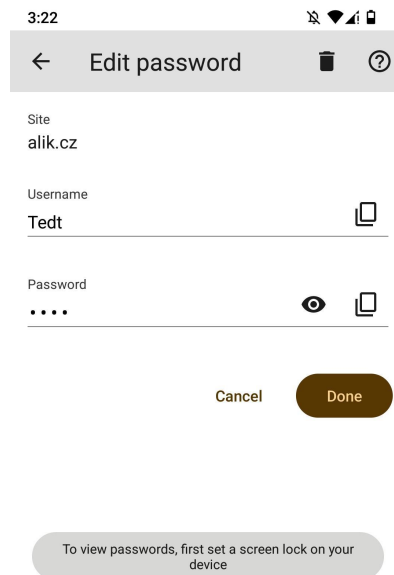 3:22
Edit password
Site
alik.cz
Username
Tedt
Password
••••
Cancel
Done
To view passwords, first set a screen lock on your
device